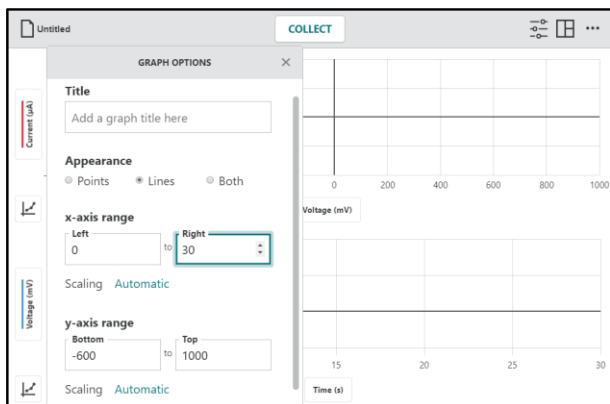 Untitled
COLLECT
GRAPH OPTIONS
Title
Add a graph title here
Appearance
Points Lines Both
x-axis range
Left
0
to
Right
30
Scaling Automatic
y-axis range
Bottom
-600
to
Top
1000
Scaling Automatic
Current (µA)
0 200 400 600 800 1000
Voltage (mV)
Voltage (mV)
15 20 25 30
Time (s)